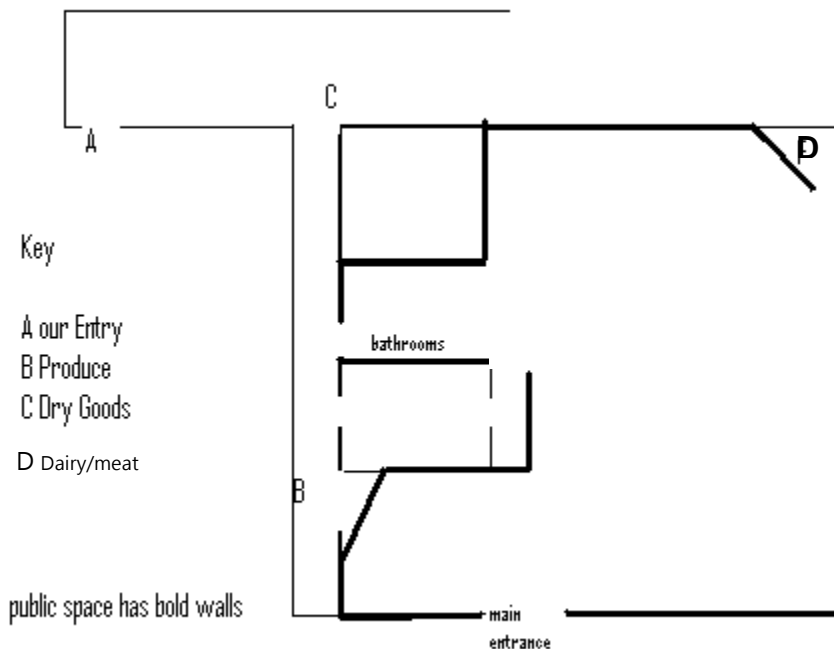 C
A
D
Key
A our Entry
bathrooms
B Produce
C Dry Goods
D Dairy/meat
B
public space has bold walls
main
entrance